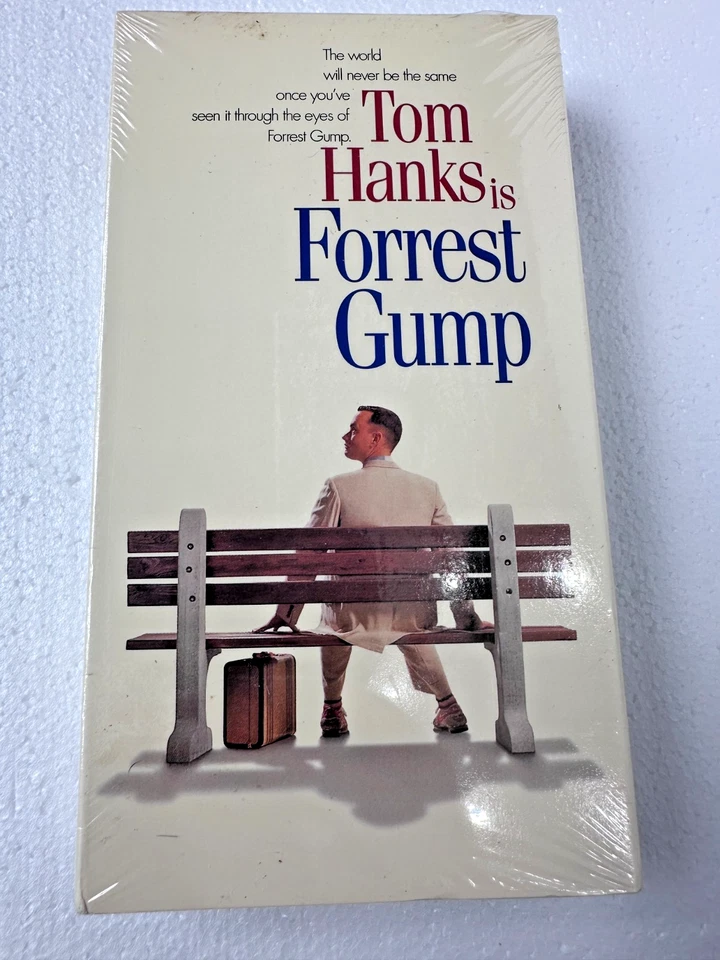 The world
will never be the same
once you've
seen it through the eyes of
Forrest Gump.
Tom
Hanks is
Forrest
Gump